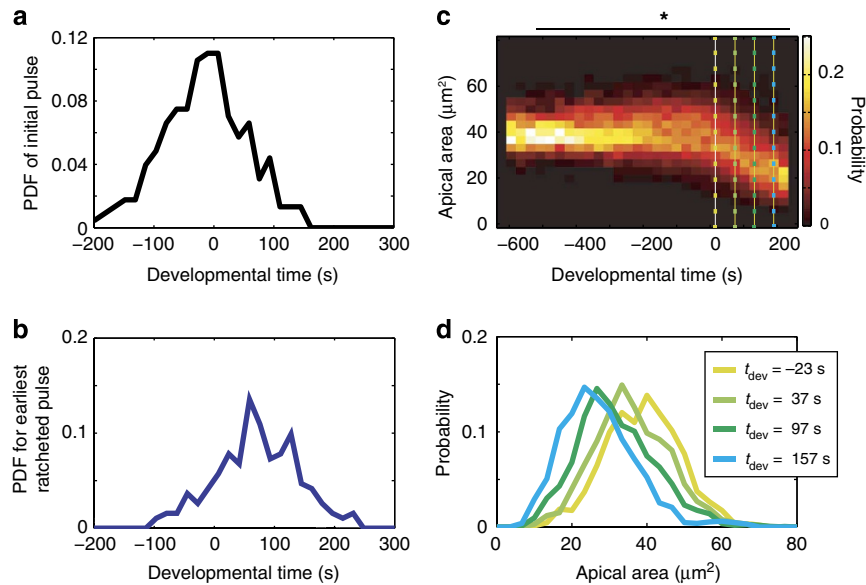 a
PDF of initial pulse
0.12
0.08
0.04
0
−200
−100
0
100
200
300
Developmental time (s)
b
PDF for earliest
ratcheted pulse
0.2
0.1
0
−200
−100
0
100
200
300
Developmental time (s)
c
*
Apical area (μm²)
60
40
20
0
−600
−400
−200
0
200
Developmental time (s)
0.2
0.1
0
Probability
d
Probability
0.2
0.1
0
0
20
40
60
80
Apical area (μm²)
tdev = −23 s
tdev = 37 s
tdev = 97 s
tdev = 157 s